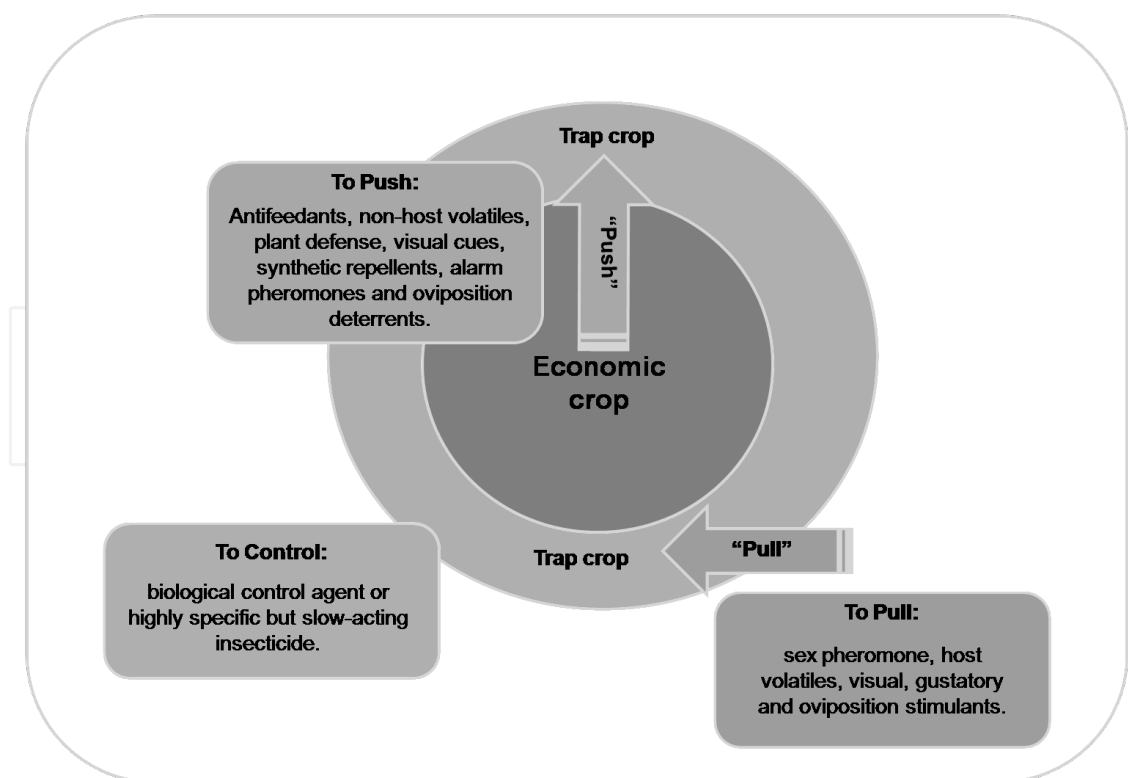 Trap crop
To Push:
Antifeedants, non-host volatiles,
plant defense, visual cues,
synthetic repellents, alarm
pheromones and oviposition
deterrents.
“Push”
Economic
crop
To Control:
biological control agent or
highly specific but slow-acting
insecticide.
Trap crop
“Pull”
To Pull:
sex pheromone, host
volatiles, visual, gustatory
and oviposition stimulants.